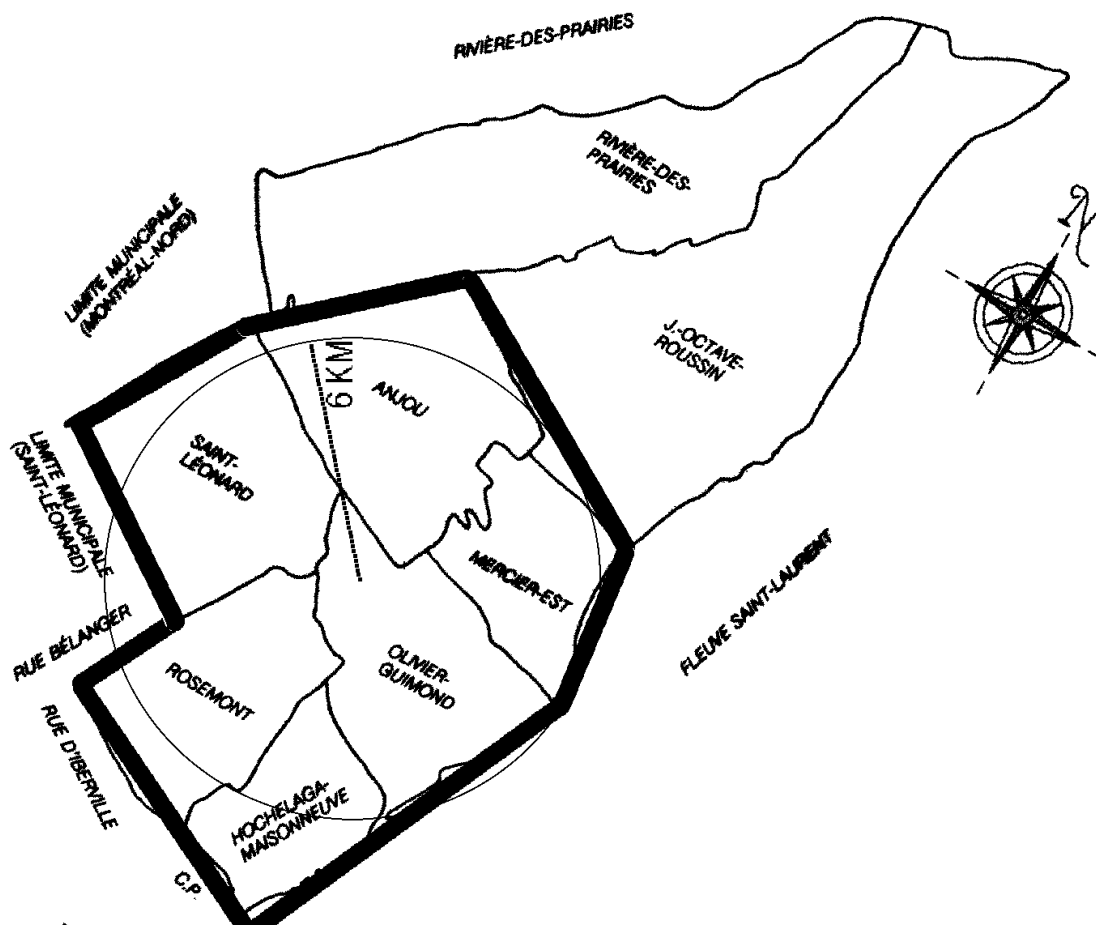 RIVIÈRE-DES-PRAIRIES
RIVIÈRE-DES-
PRAIRIES
LIMITE MUNICIPALE
(MONTRÉAL-NORD)
N
J.-OCTAVE-
ROUSSIN
6 KM
ANJOU
SAINT-
LÉONARD
LIMITE MUNICIPALE
(SAINT-LÉONARD)
MERCIER-EST
FLEUVE SAINT-LAURENT
RUE BÉLANGER
OLIVIER-
GUIMOND
ROSEMONT
RUE D'IBERVILLE
HOCHELAGA-
MAISONNEUVE
C.P.